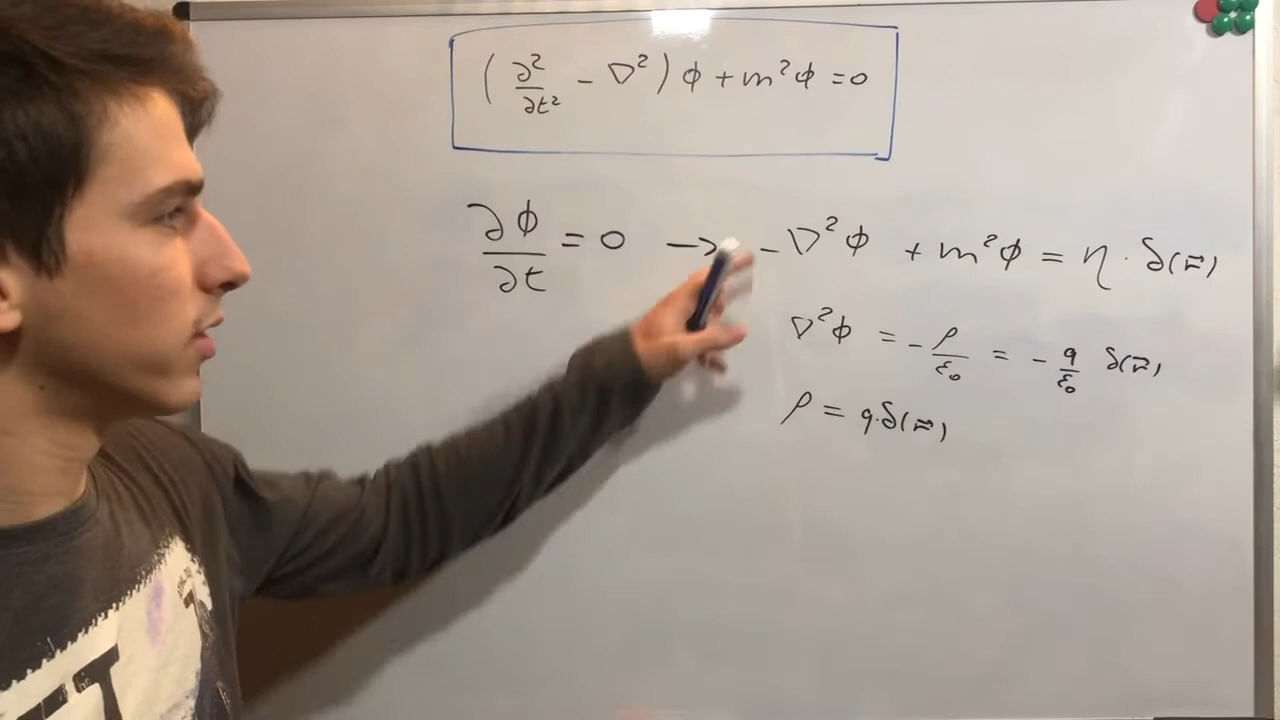 (∂²/∂t² - ∇²) φ + m²φ = 0
∂φ/∂t = 0 → -∇²φ + m²φ = η · δ(r⃗)
∇²φ = - ρ/ε₀ = - q/ε₀ δ(r⃗)
ρ = q·δ(r⃗)